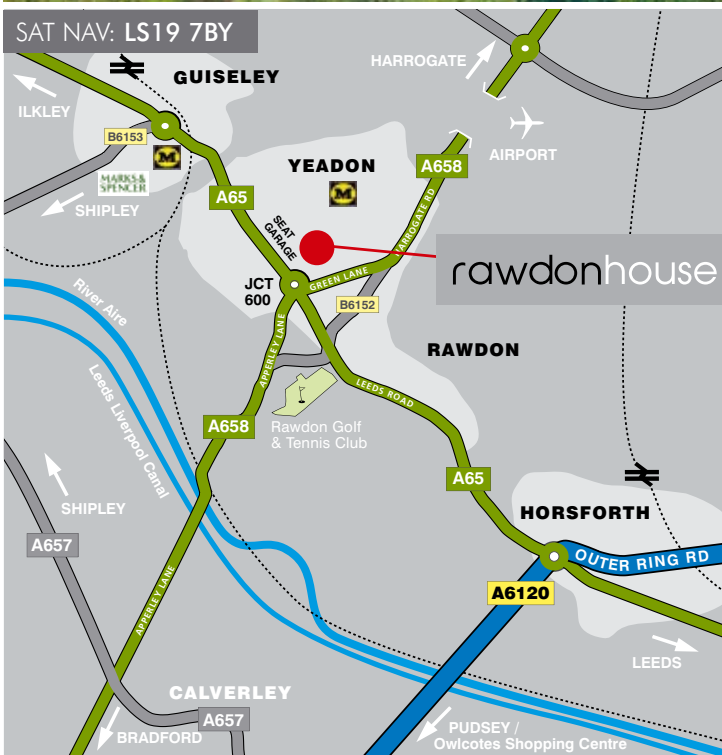 SAT NAV: LS19 7BY
HARROGATE
GUISELEY
ILKLEY
B6153
M
AIRPORT
YEADON
A658
MARKS &
SPENCER
M
SHIPLEY
A65
SEAT
GARAGE
HARROGATE RD
rawdonhouse
JCT
600
GREEN LANE
River Aire
B6152
APPERLEY LANE
RAWDON
Leeds Liverpool Canal
LEEDS ROAD
Rawdon Golf
& Tennis Club
A658
A65
SHIPLEY
HORSFORTH
A657
OUTER RING RD
A6120
APPERLEY LANE
LEEDS
CALVERLEY
A657
BRADFORD
PUDSEY /
Owlcotes Shopping Centre